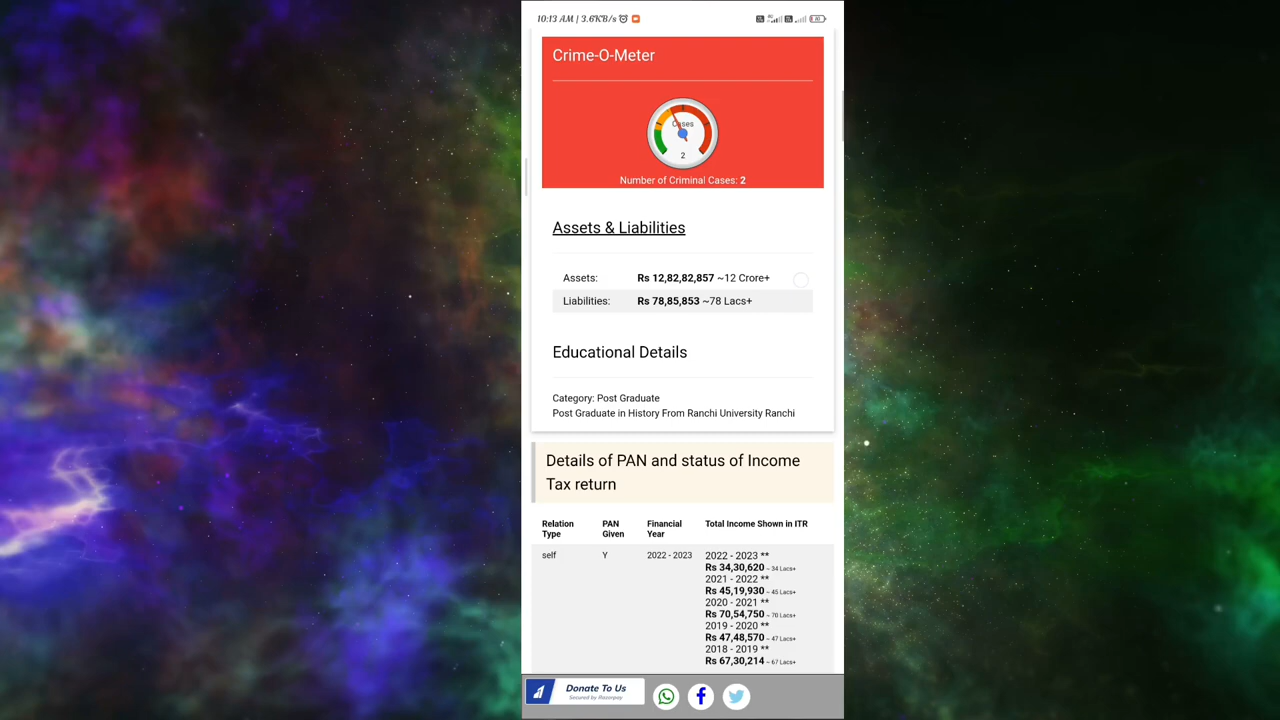 10:13 AM / 3.6KB/s
Crime-O-Meter
Cases
2
Number of Criminal Cases: 2
Assets & Liabilities
Assets: Rs 12,82,82,857 ~12 Crore+
Liabilities: Rs 78,85,853 ~78 Lacs+
Educational Details
Category: Post Graduate
Post Graduate in History From Ranchi University Ranchi
Details of PAN and status of Income
Tax return
Relation Type PAN Given Financial Year Total Income Shown in ITR
self Y 2022 - 2023 2022 - 2023 **
Rs 34,30,620 ~ 34 Lacs+
2021 - 2022 **
Rs 45,19,930 ~ 45 Lacs+
2020 - 2021 **
Rs 70,54,750 ~ 70 Lacs+
2019 - 2020 **
Rs 47,48,570 ~ 47 Lacs+
2018 - 2019 **
Rs 67,30,214 ~ 67 Lacs+
Donate To Us
Secured by Razorpay